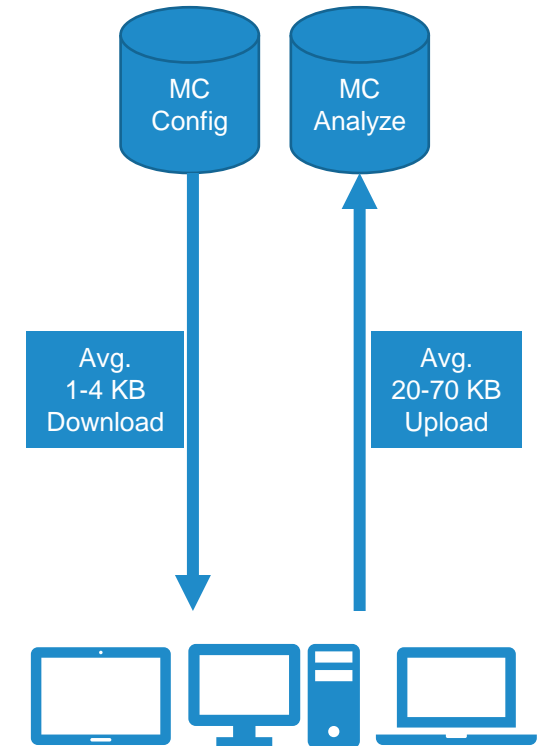 MC
Config
MC
Analyze
Avg.
1-4 KB
Download
Avg.
20-70 KB
Upload